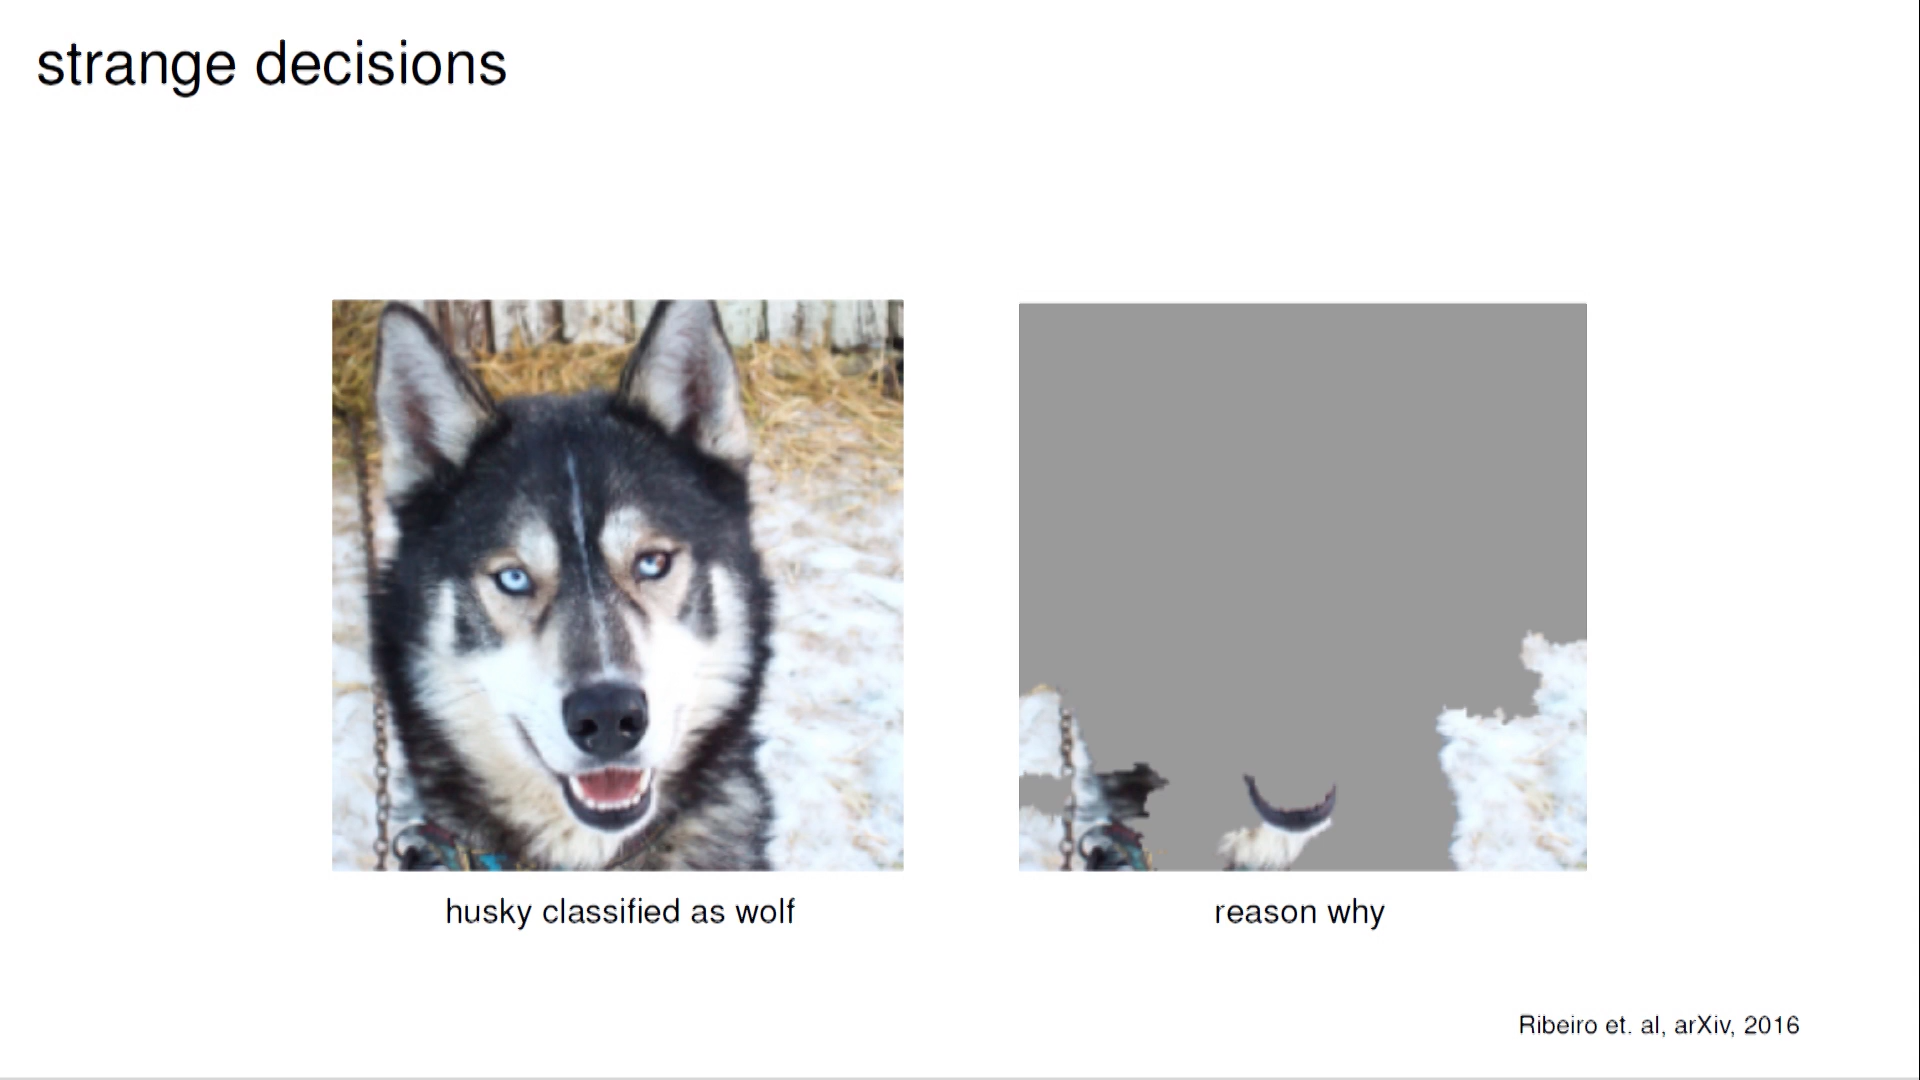 strange decisions
husky classified as wolf
reason why
Ribeiro et. al, arXiv, 2016